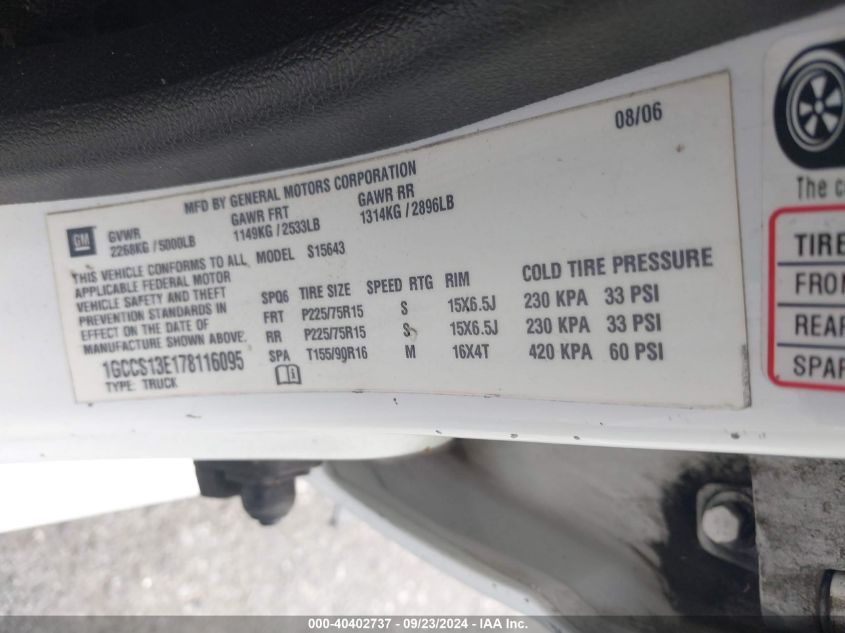 08/06
MFD BY GENERAL MOTORS CORPORATION
GM
GVWR GAWR FRT GAWR RR
2268KG / 5000LB 1149KG / 2533LB 1314KG / 2896LB
THIS VEHICLE CONFORMS TO ALL
APPLICABLE FEDERAL MOTOR
VEHICLE SAFETY AND THEFT
PREVENTION STANDARDS IN
EFFECT ON THE DATE OF
MANUFACTURE SHOWN ABOVE.
1GCCS13E178116095
TYPE: TRUCK
MODEL S15643
SPQ6 TIRE SIZE SPEED RTG RIM COLD TIRE PRESSURE
FRT P225/75R15 S 15X6.5J 230 KPA 33 PSI
RR P225/75R15 S 15X6.5J 230 KPA 33 PSI
SPA T155/90R16 M 16X4T 420 KPA 60 PSI
The c
TIRE
FRON
REAR
SPAR
000-40402737 - 09/23/2024 - IAA Inc.